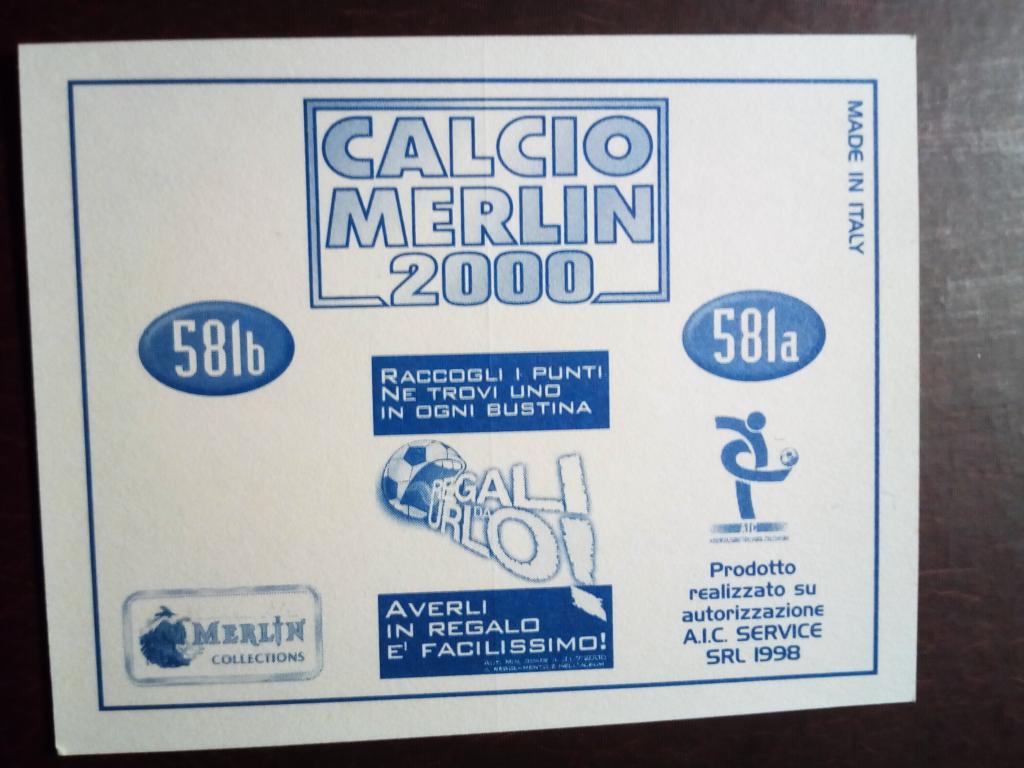 CALCIO
MERLIN
2000
MADE IN ITALY
581b
581a
RACCOGLI I PUNTI
NE TROVI UNO
IN OGNI BUSTINA
REGALI
DA
URLO!
AIC
Prodotto
realizzato su
autorizzazione
A.I.C. SERVICE
SRL 1998
AVERLI
IN REGALO
E' FACILISSIMO!
MERLIN
COLLECTIONS